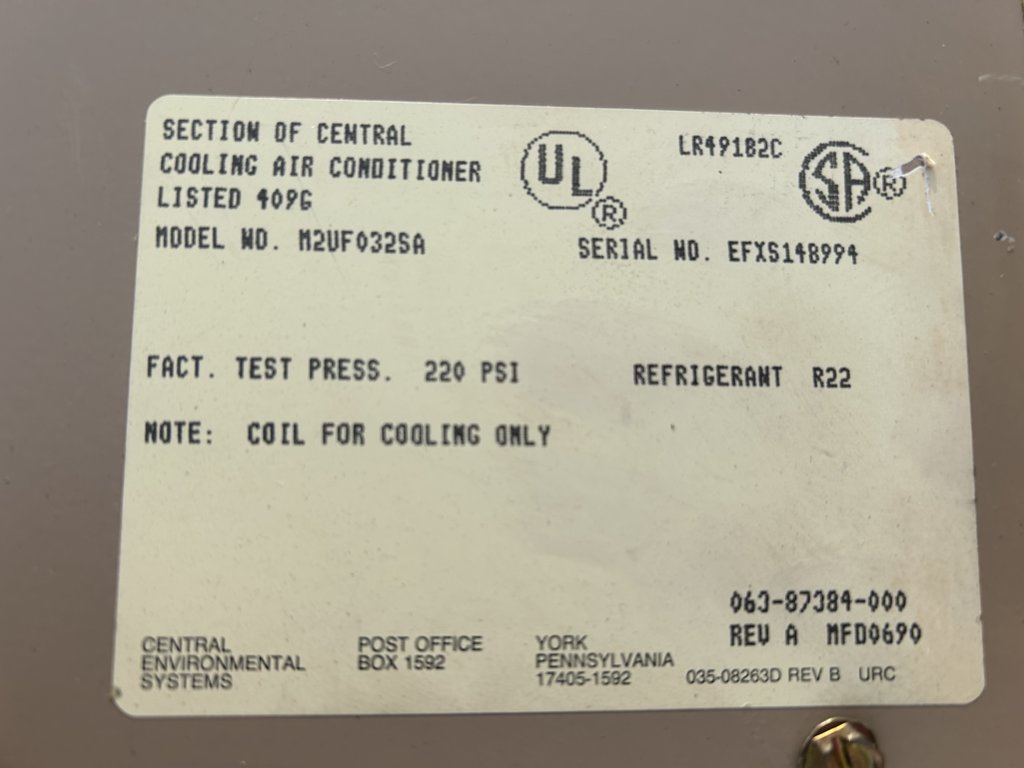 SECTION OF CENTRAL
COOLING AIR CONDITIONER
LISTED 409G
UL ®
LR49182C
SA ®
MODEL NO. M2UF032SA
SERIAL NO. EFXS148994
FACT. TEST PRESS. 220 PSI
REFRIGERANT R22
NOTE: COIL FOR COOLING ONLY
063-87384-000
REV A MFD0690
CENTRAL
ENVIRONMENTAL
SYSTEMS
POST OFFICE
BOX 1592
YORK
PENNSYLVANIA
17405-1592
035-08263D REV B URC